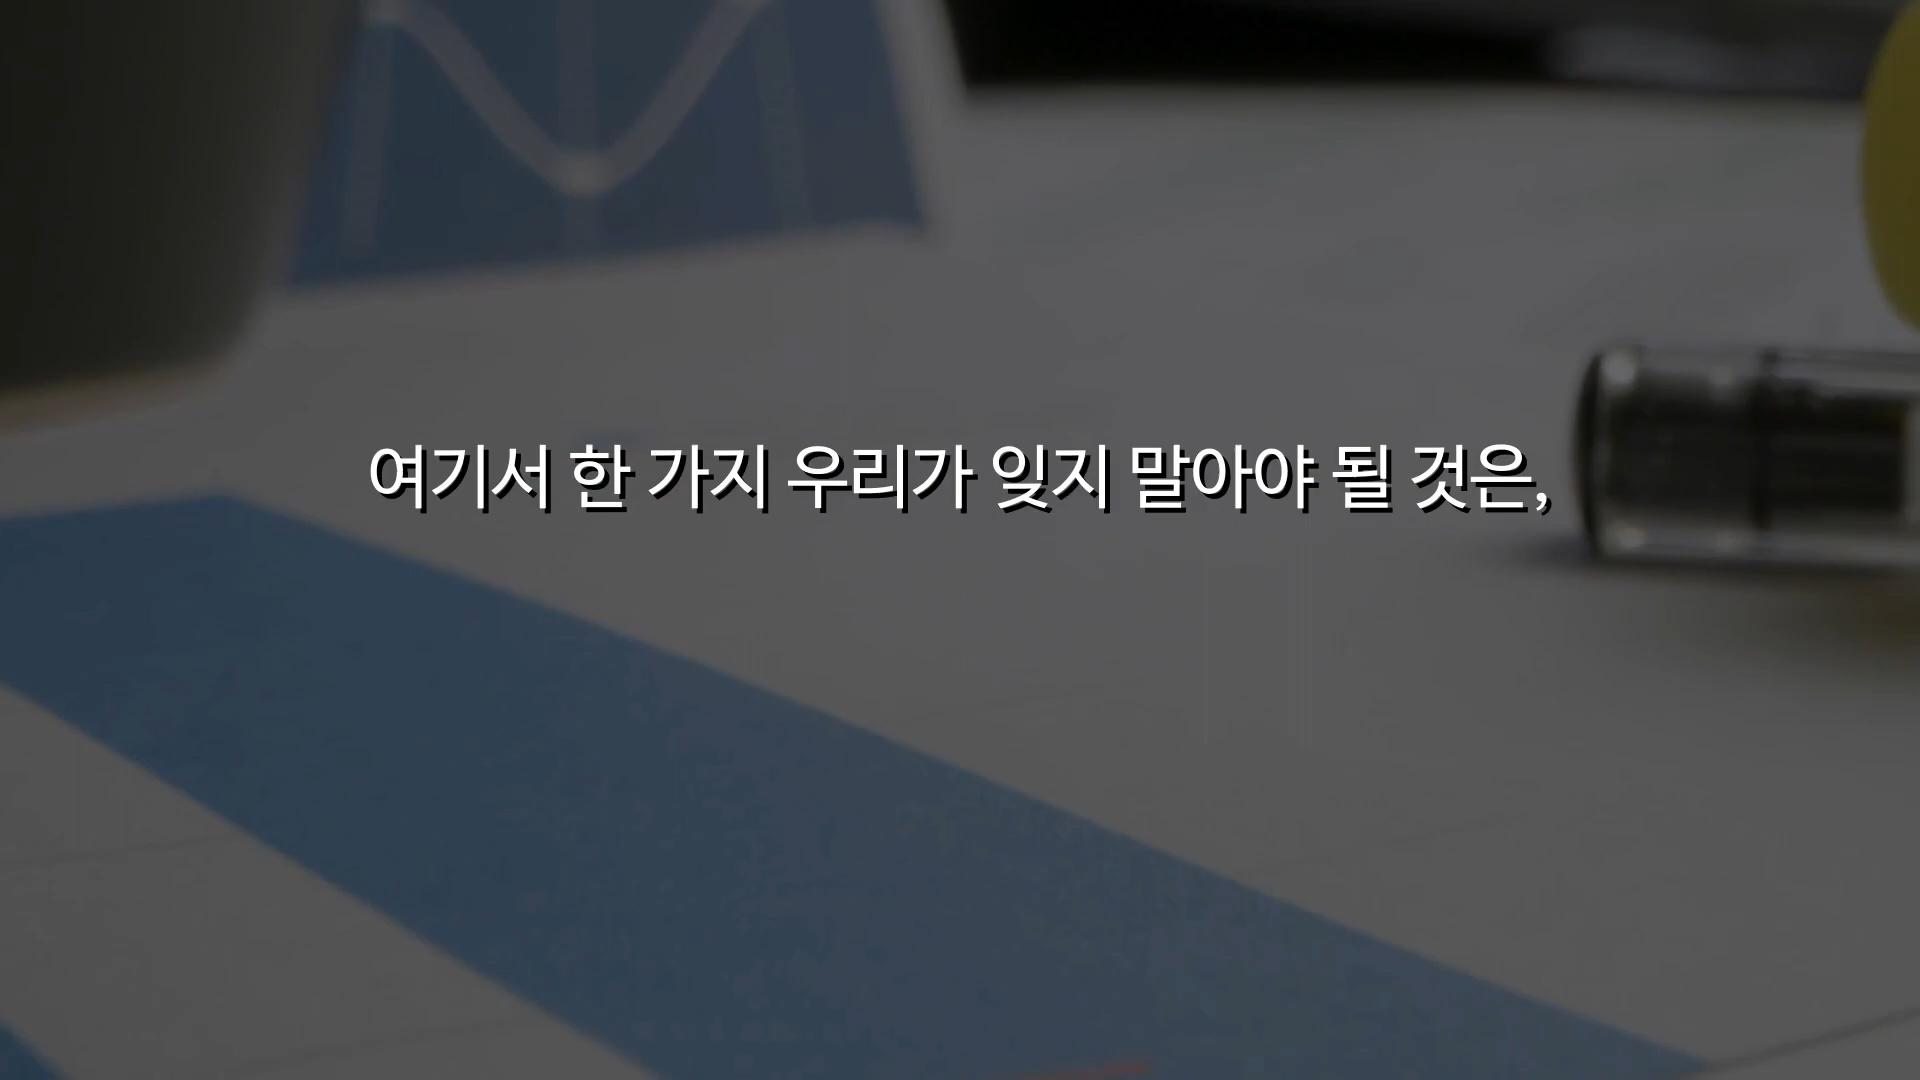 여기서 한 가지 우리가 잊지 말아야 될 것은,